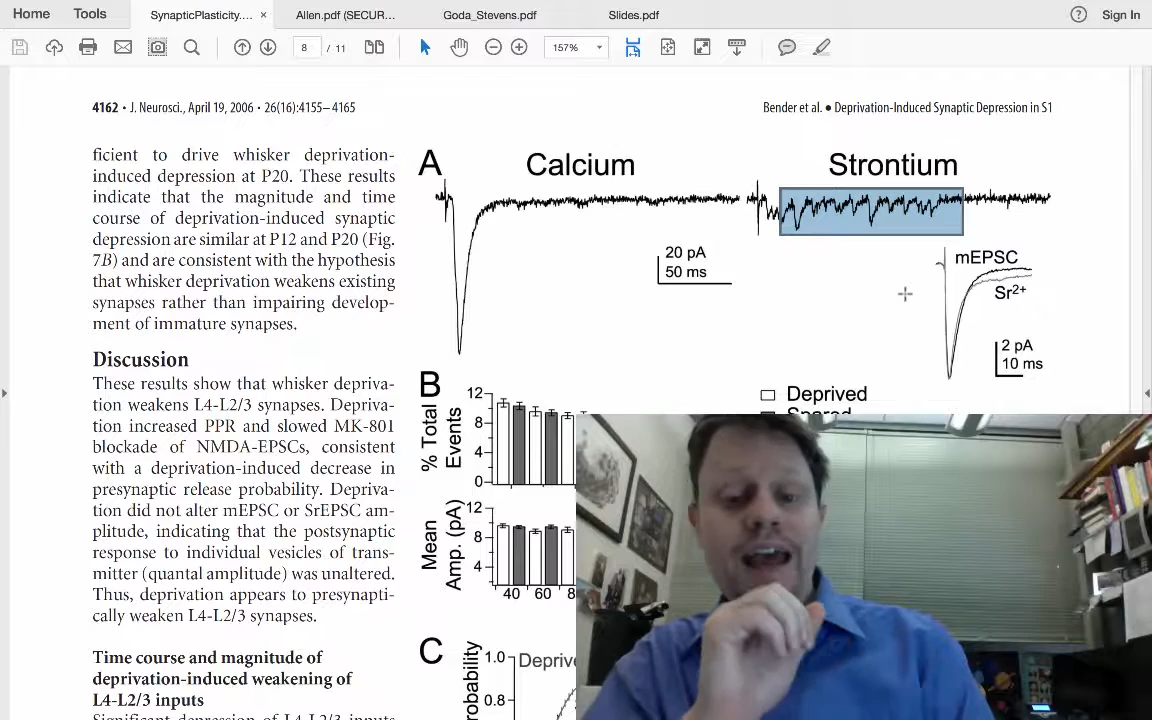 Home Tools SynapticPlasticity.... × Allen.pdf (SECUR... Goda_Stevens.pdf Slides.pdf ? Sign In
8 / 11 157%
4162 • J. Neurosci., April 19, 2006 • 26(16):4155–4165
Bender et al. • Deprivation-Induced Synaptic Depression in S1
ficient to drive whisker deprivation-
induced depression at P20. These results
indicate that the magnitude and time
course of deprivation-induced synaptic
depression are similar at P12 and P20 (Fig.
7B) and are consistent with the hypothesis
that whisker deprivation weakens existing
synapses rather than impairing develop-
ment of immature synapses.
Discussion
These results show that whisker depriva-
tion weakens L4-L2/3 synapses. Depriva-
tion increased PPR and slowed MK-801
blockade of NMDA-EPSCs, consistent
with a deprivation-induced decrease in
presynaptic release probability. Depriva-
tion did not alter mEPSC or SrEPSC am-
plitude, indicating that the postsynaptic
response to individual vesicles of trans-
mitter (quantal amplitude) was unaltered.
Thus, deprivation appears to presynapti-
cally weaken L4-L2/3 synapses.
Time course and magnitude of
deprivation-induced weakening of
L4-L2/3 inputs
A
Calcium
Strontium
20 pA
50 ms
mEPSC
Sr2+
2 pA
10 ms
B
Deprived
Spared
% Total
Events
12
8
4
0
Mean
Amp. (pA)
12
8
4
40 60
C
1.0
0.8